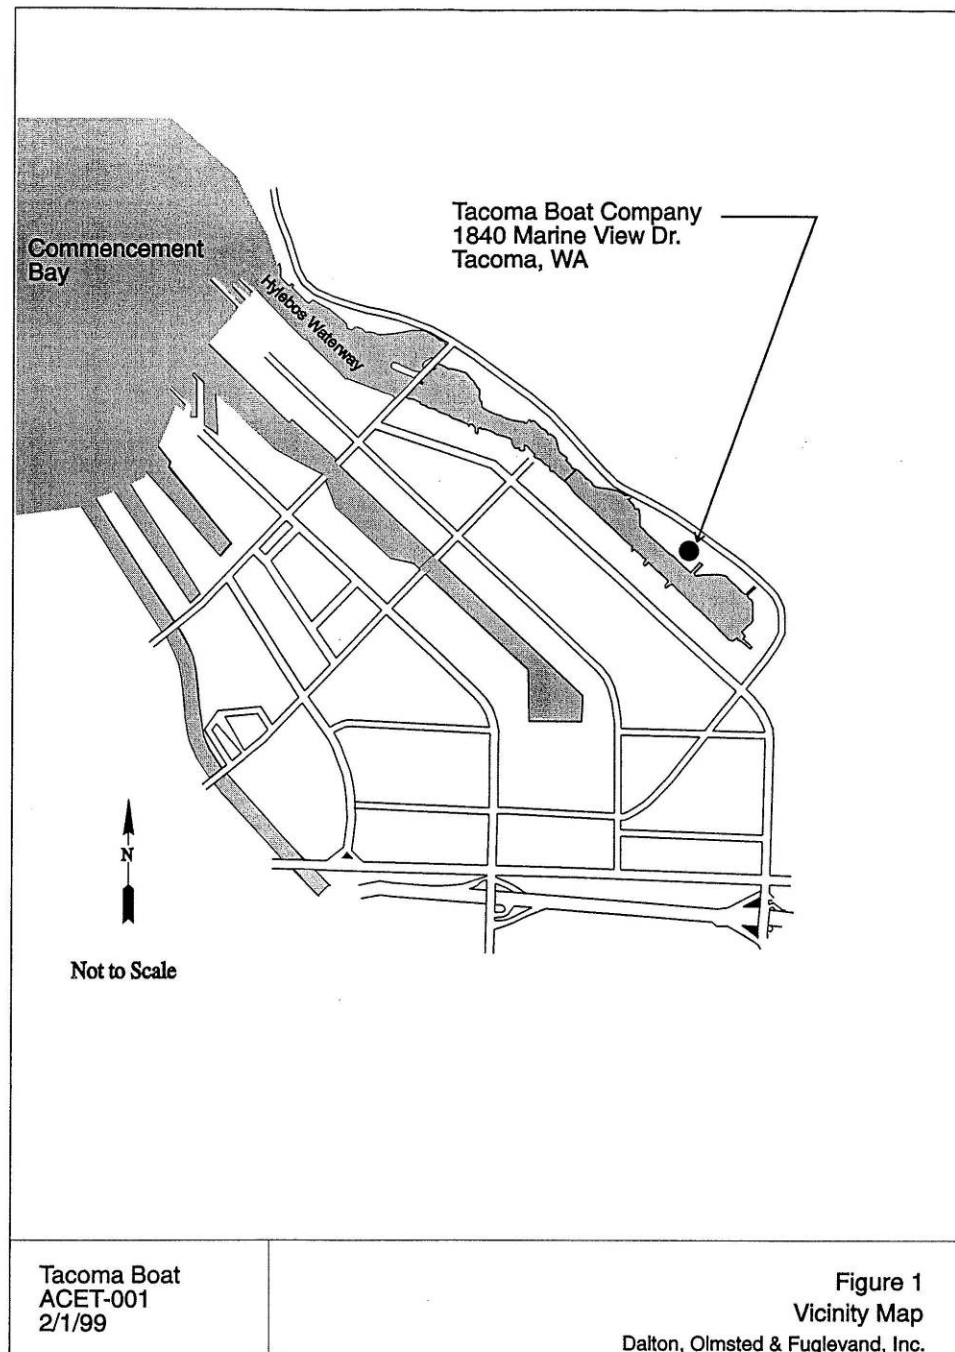 Commencement
Bay
Hylebos Waterway
Tacoma Boat Company
1840 Marine View Dr.
Tacoma, WA
N
Not to Scale
Tacoma Boat
ACET-001
2/1/99
Figure 1
Vicinity Map
Dalton, Olmsted & Fuglevand, Inc.